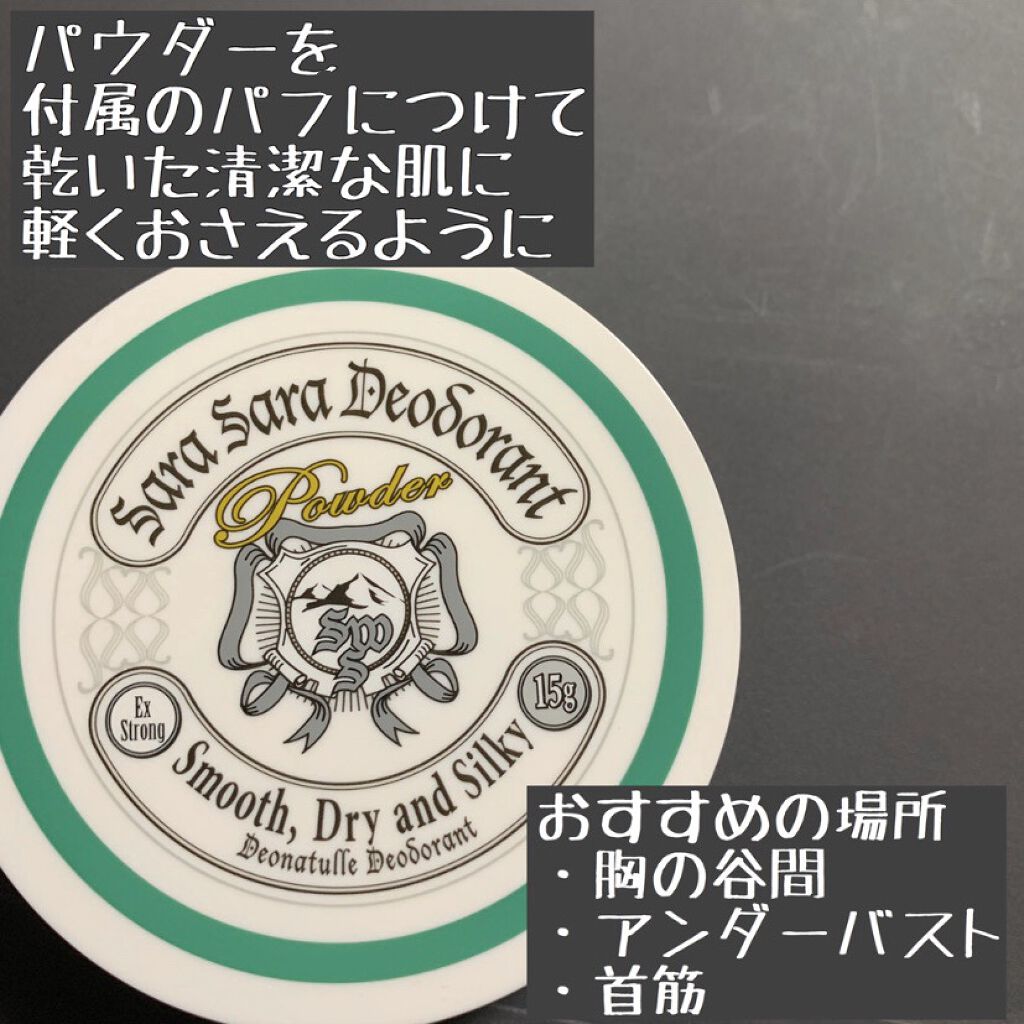 パウダーを
付属のパフにつけて
乾いた清潔な肌に
軽くおさえるように
Sara Sara Deodorant
Powder
SWS
Ex
Strong
15g
Smooth, Dry and Silky
Deonatulle Deodorant
おすすめの場所
・胸の谷間
・アンダーバスト
・首筋